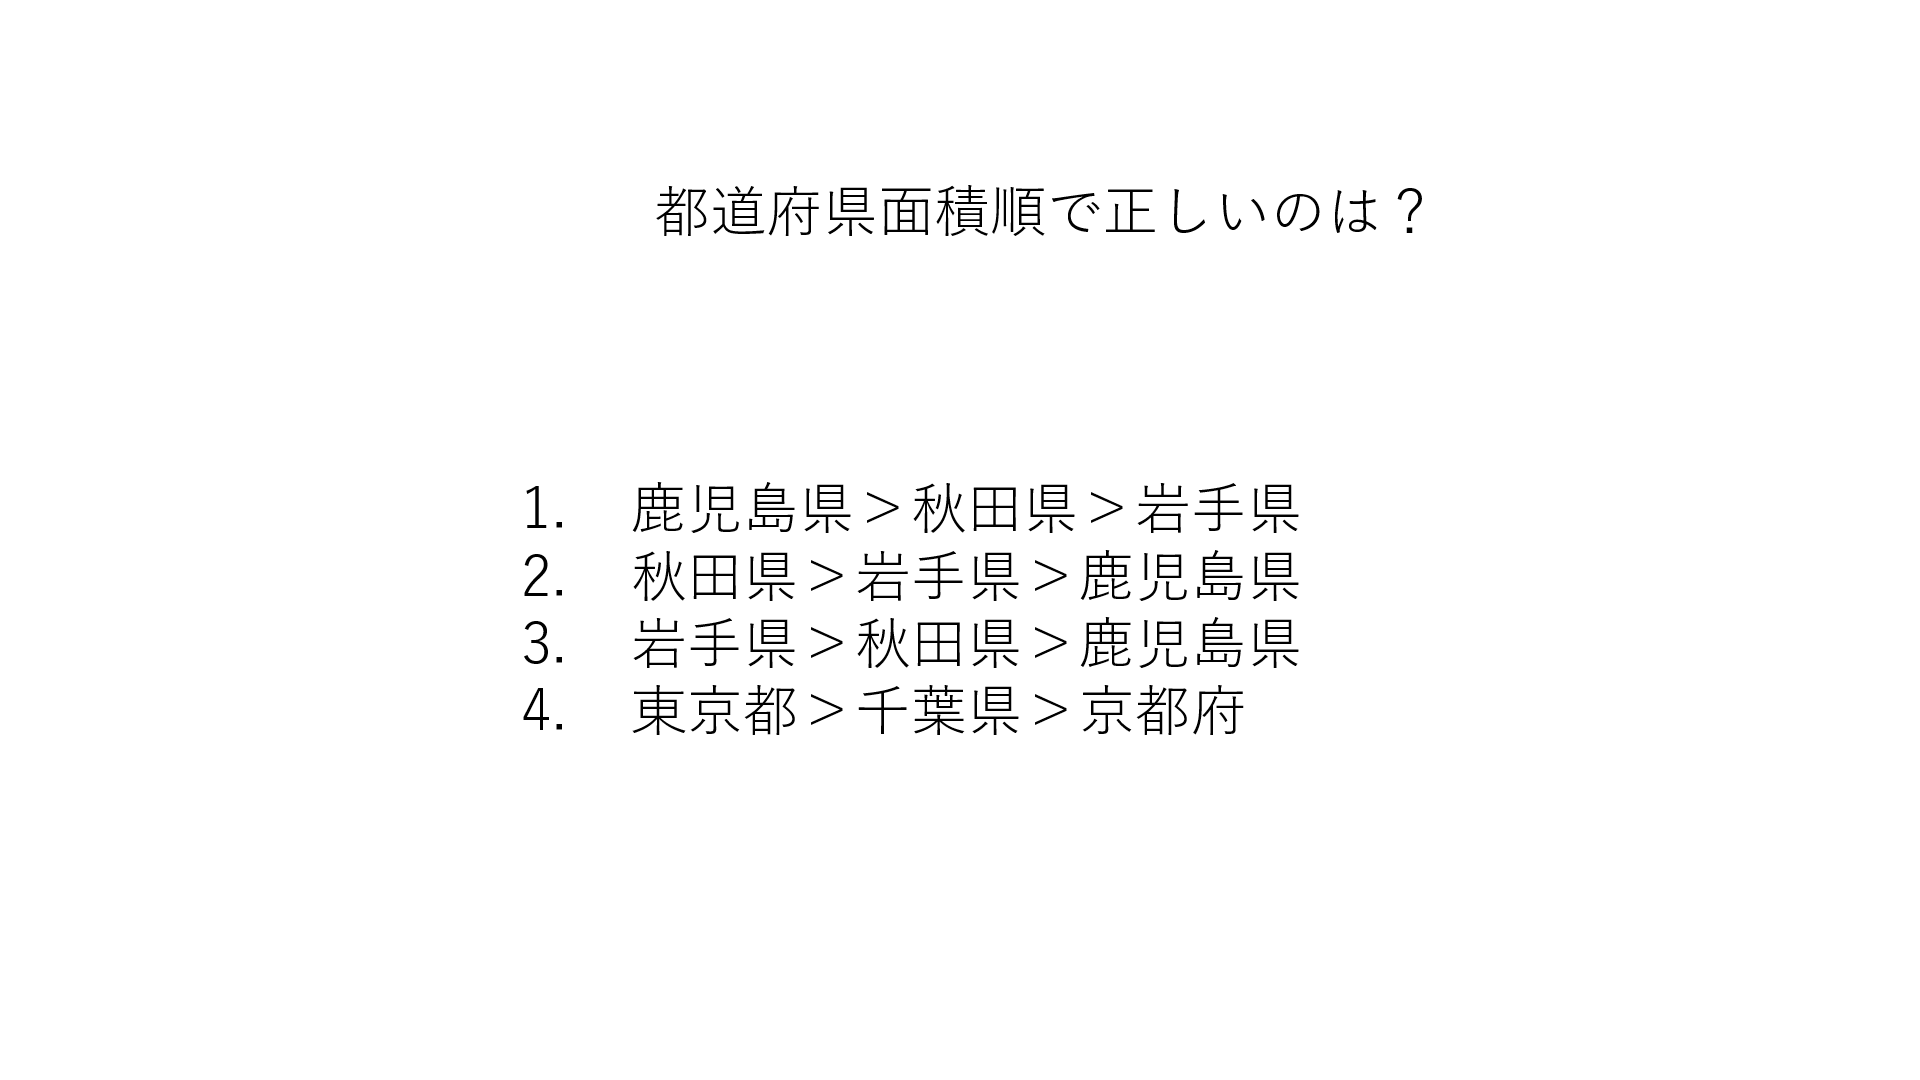 都道府県面積順で正しいのは？
1. 鹿児島県＞秋田県＞岩手県
2. 秋田県＞岩手県＞鹿児島県
3. 岩手県＞秋田県＞鹿児島県
4. 東京都＞千葉県＞京都府